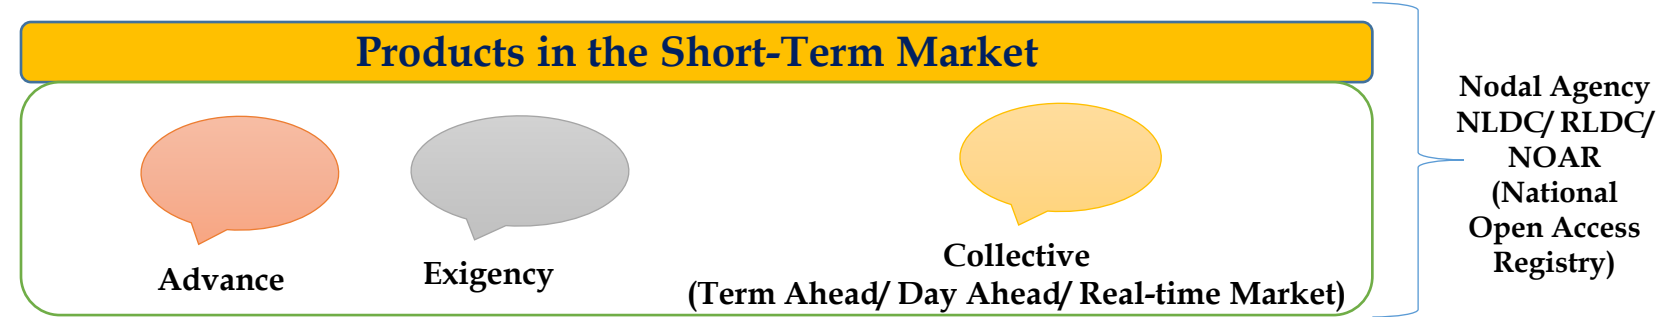 Products in the Short-Term Market
Advance
Exigency
Collective
(Term Ahead/ Day Ahead/ Real-time Market)
Nodal Agency
NLDC/ RLDC/
NOAR
(National
Open Access
Registry)